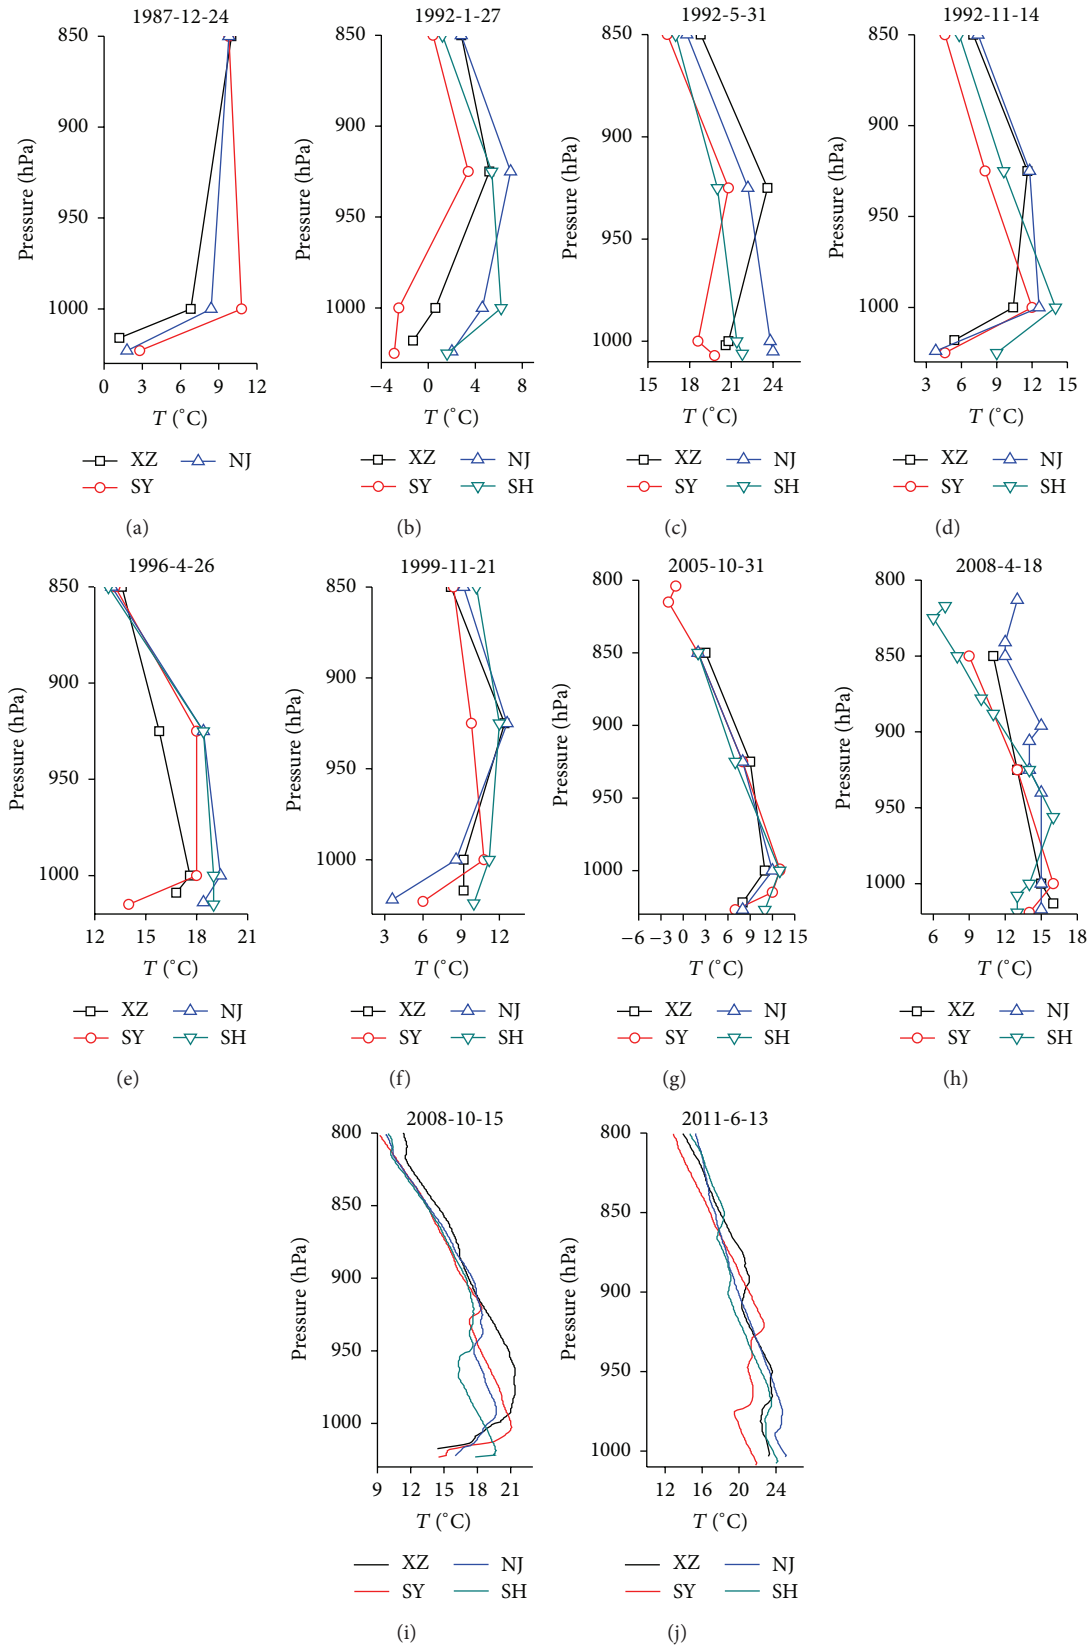 1987-12-24
850
900
950
1000
Pressure (hPa)
0 3 6 9 12
T (°C)
XZ NJ
SY
(a)
1992-1-27
850
900
950
1000
Pressure (hPa)
−4 0 4 8
T (°C)
XZ NJ
SY SH
(b)
1992-5-31
850
900
950
1000
Pressure (hPa)
15 18 21 24
T (°C)
XZ NJ
SY SH
(c)
1992-11-14
850
900
950
1000
Pressure (hPa)
3 6 9 12 15
T (°C)
XZ NJ
SY SH
(d)
1996-4-26
850
900
950
1000
Pressure (hPa)
12 15 18 21
T (°C)
XZ NJ
SY SH
(e)
1999-11-21
850
900
950
1000
Pressure (hPa)
3 6 9 12
T (°C)
XZ NJ
SY SH
(f)
2005-10-31
800
850
900
950
1000
Pressure (hPa)
−6 −3 0 3 6 9 12 15
T (°C)
XZ NJ
SY SH
(g)
2008-4-18
800
850
900
950
1000
Pressure (hPa)
6 9 12 15 18
T (°C)
XZ NJ
SY SH
(h)
2008-10-15
800
850
900
950
1000
Pressure (hPa)
9 12 15 18 21
T (°C)
XZ NJ
SY SH
(i)
2011-6-13
800
850
900
950
1000
Pressure (hPa)
12 16 20 24
T (°C)
XZ NJ
SY SH
(j)